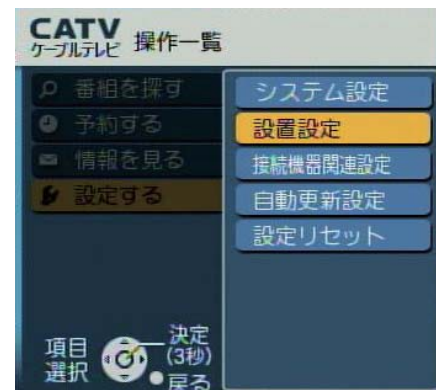 CATV
ケーブルテレビ 操作一覧
番組を探す
予約する
情報を見る
設定する
システム設定
設置設定
接続機器関連設定
自動更新設定
設定リセット
項目
選択
決定
(3秒)
戻る